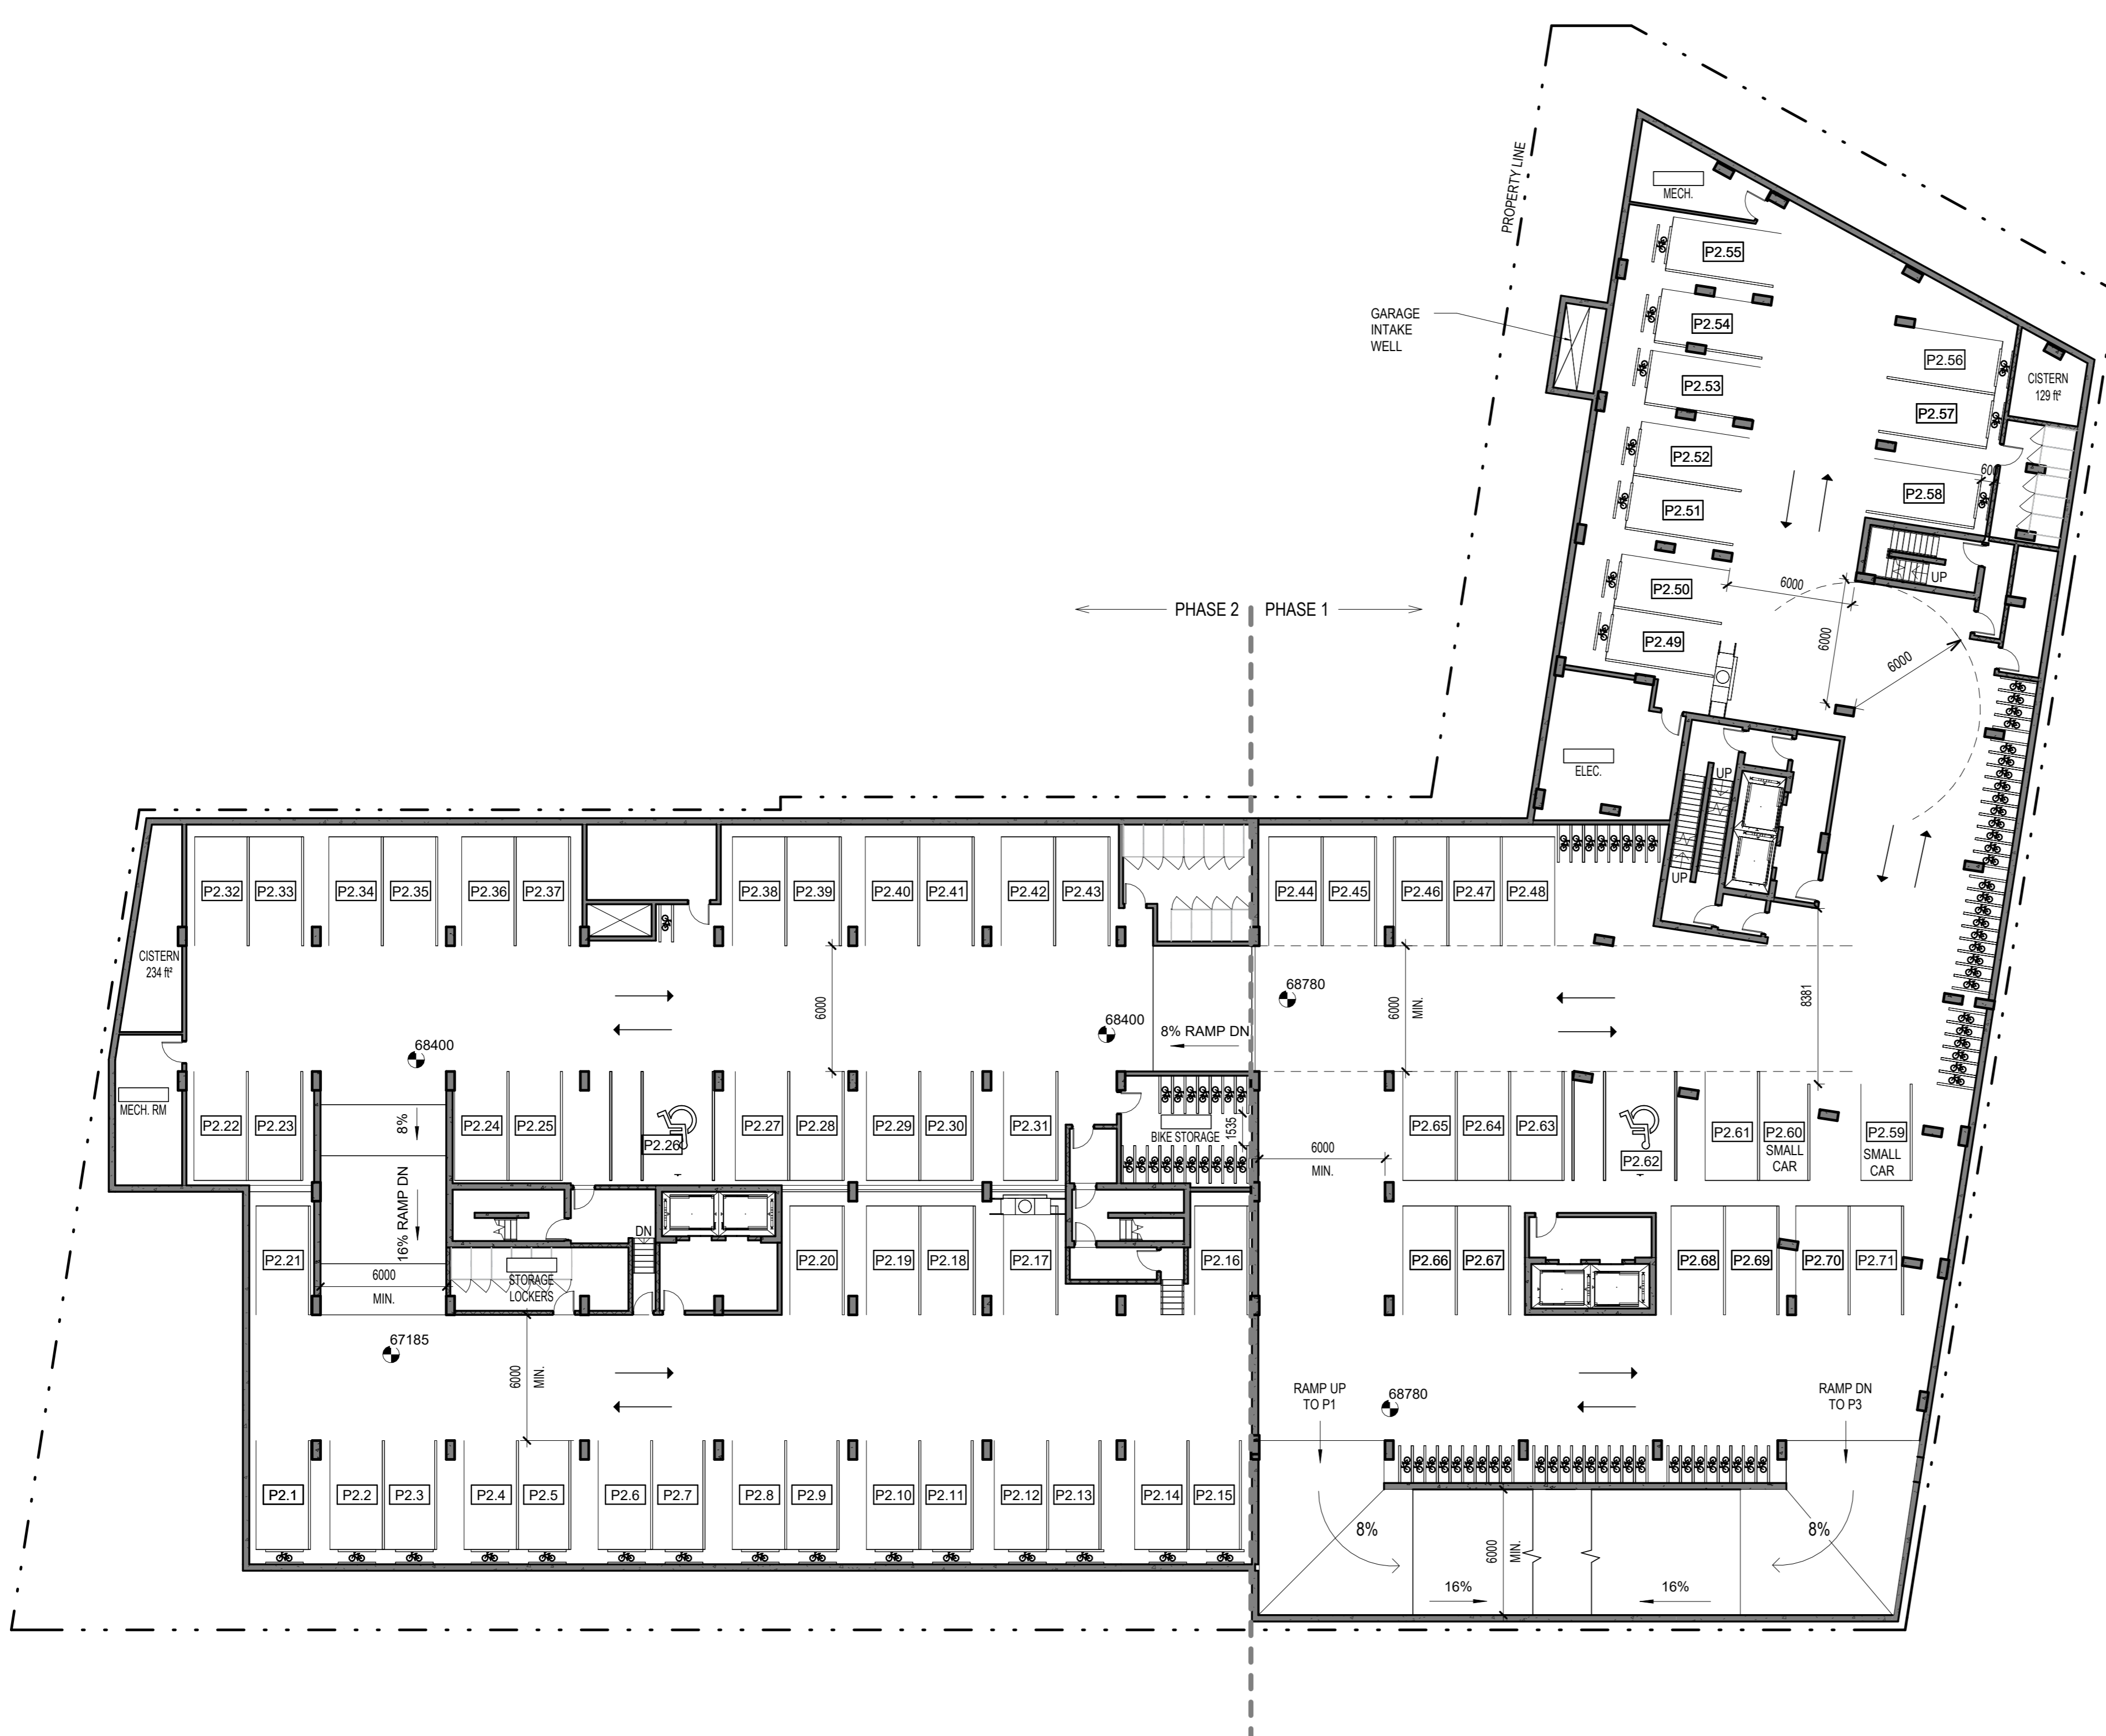 PROPERTY LINE
MECH.
P2.55
GARAGE
INTAKE
WELL
P2.54
P2.53
P2.56
CISTERN
129 ft²
P2.57
P2.52
P2.51
P2.58
UP
P2.50
6000
PHASE 2
PHASE 1
P2.49
6000
6000
ELEC.
UP
UP
P2.32
P2.33
P2.34
P2.35
P2.36
P2.37
P2.38
P2.39
P2.40
P2.41
P2.42
P2.43
P2.44
P2.45
P2.46
P2.47
P2.48
CISTERN
234 ft²
6000
68780
6000
MIN.
8381
68400
68400
8% RAMP DN
MECH. RM
P2.22
P2.23
8%
P2.24
P2.25
P2.26
P2.27
P2.28
P2.29
P2.30
P2.31
BIKE STORAGE
1535
6000
MIN.
P2.65
P2.64
P2.63
P2.62
P2.61
P2.60
SMALL
CAR
P2.59
SMALL
CAR
16% RAMP DN
DN
P2.21
6000
MIN.
STORAGE
LOCKERS
P2.20
P2.19
P2.18
P2.17
P2.16
P2.66
P2.67
P2.68
P2.69
P2.70
P2.71
67185
6000
MIN.
RAMP UP
TO P1
68780
RAMP DN
TO P3
P2.1
P2.2
P2.3
P2.4
P2.5
P2.6
P2.7
P2.8
P2.9
P2.10
P2.11
P2.12
P2.13
P2.14
P2.15
8%
6000
MIN.
8%
16%
16%